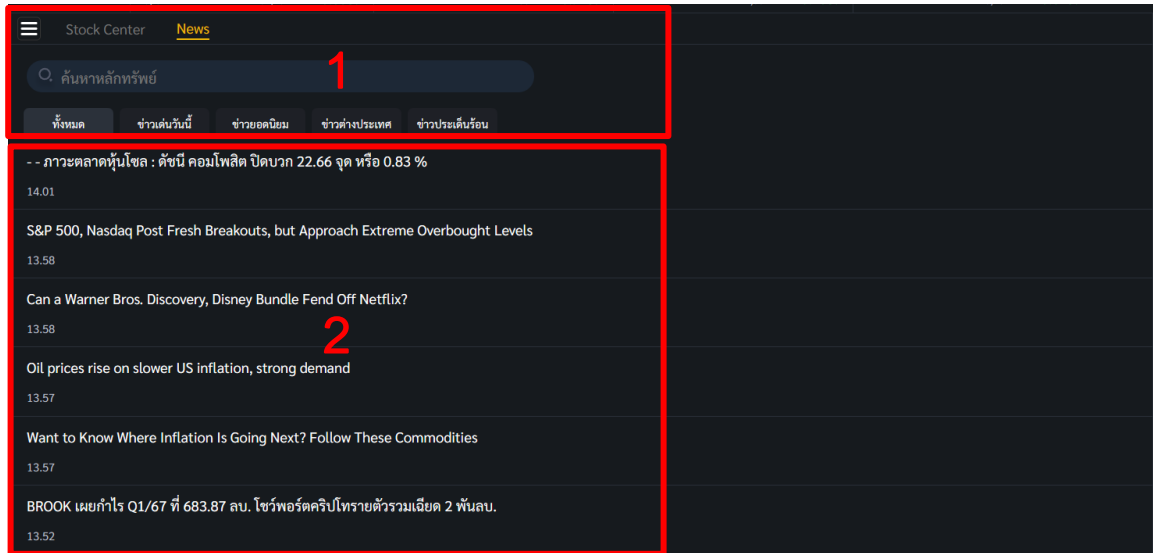 Stock Center News
ค้นหาหลักทรัพย์
1
ทั้งหมด ข่าวเด่นวันนี้ ข่าวยอดนิยม ข่าวต่างประเทศ ข่าวประเด็นร้อน
- - ภาวะตลาดหุ้นโซล : ดัชนี คอมโพสิต ปิดบวก 22.66 จุด หรือ 0.83 %
14.01
S&P 500, Nasdaq Post Fresh Breakouts, but Approach Extreme Overbought Levels
13.58
Can a Warner Bros. Discovery, Disney Bundle Fend Off Netflix?
13.58
2
Oil prices rise on slower US inflation, strong demand
13.57
Want to Know Where Inflation Is Going Next? Follow These Commodities
13.57
BROOK เผยกำไร Q1/67 ที่ 683.87 ลบ. โชว์พอร์ตคริปโทรายตัวรวมเฉียด 2 พันลบ.
13.52